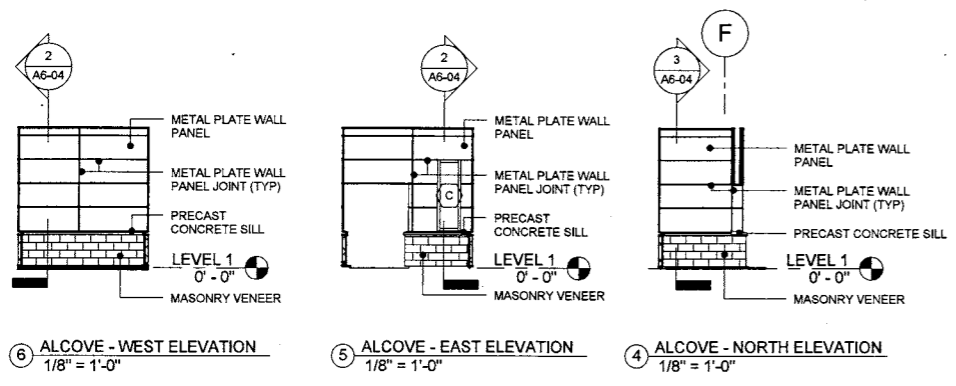 2
A6-04
METAL PLATE WALL
PANEL
METAL PLATE WALL
PANEL JOINT (TYP)
PRECAST
CONCRETE SILL
LEVEL 1
0' - 0"
MASONRY VENEER
6 ALCOVE - WEST ELEVATION
1/8" = 1'-0"
2
A6-04
METAL PLATE WALL
PANEL
METAL PLATE WALL
PANEL JOINT (TYP)
C
PRECAST
CONCRETE SILL
LEVEL 1
0' - 0"
MASONRY VENEER
5 ALCOVE - EAST ELEVATION
1/8" = 1'-0"
F
3
A6-04
METAL PLATE WALL
PANEL
METAL PLATE WALL
PANEL JOINT (TYP)
PRECAST CONCRETE SILL
LEVEL 1
0' - 0"
MASONRY VENEER
4 ALCOVE - NORTH ELEVATION
1/8" = 1'-0"